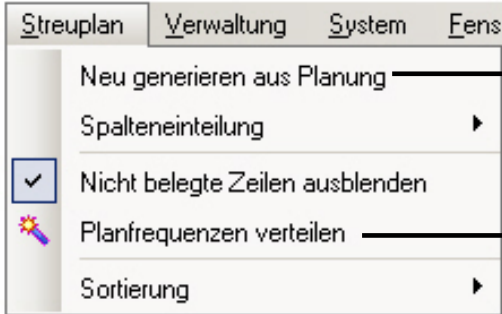 Streuplan Verwaltung System Fens
Neu generieren aus Planung
Spalteneinteilung
Nicht belegte Zeilen ausblenden
Planfrequenzen verteilen
Sortierung